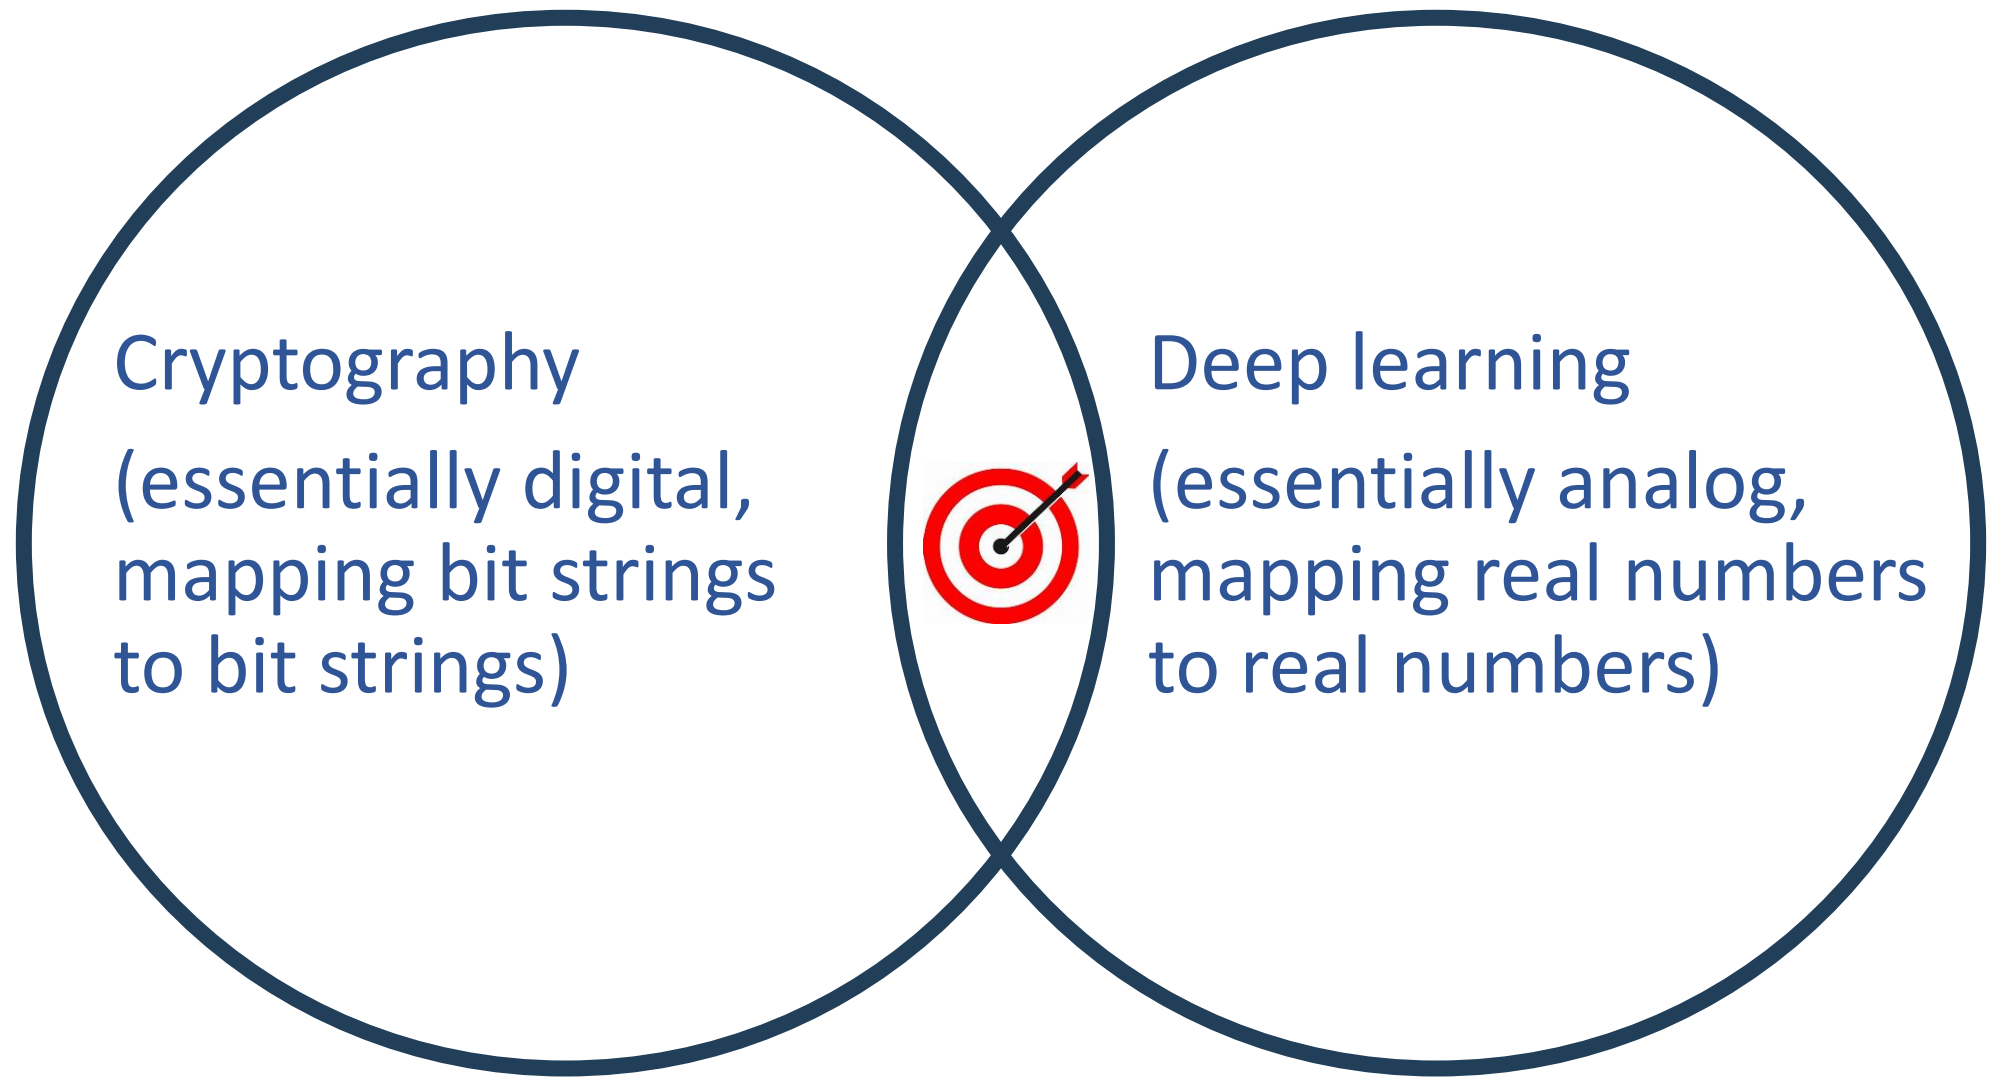 Cryptography
(essentially digital,
mapping bit strings
to bit strings)
Deep learning
(essentially analog,
mapping real numbers
to real numbers)